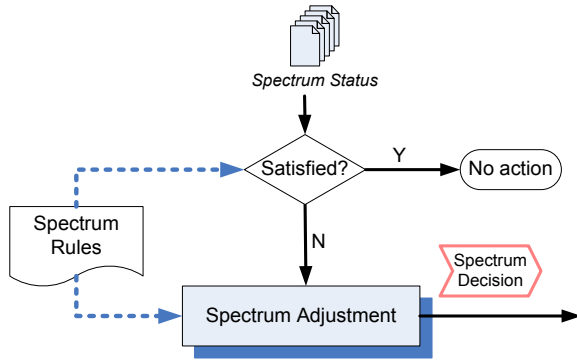 Spectrum Status
Satisfied?
Y
No action
N
Spectrum
Rules
Spectrum
Decision
Spectrum Adjustment